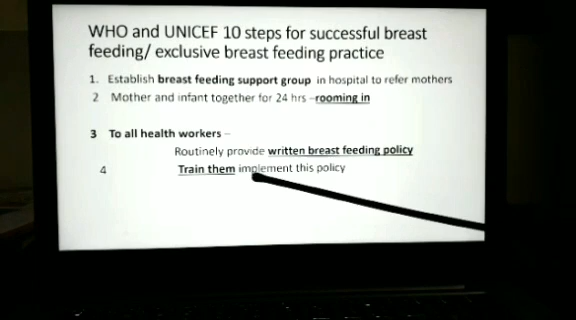 WHO and UNICEF 10 steps for successful breast
feeding/ exclusive breast feeding practice
1. Establish breast feeding support group in hospital to refer mothers
2 Mother and infant together for 24 hrs –rooming in
3 To all health workers –
Routinely provide written breast feeding policy
4 Train them implement this policy